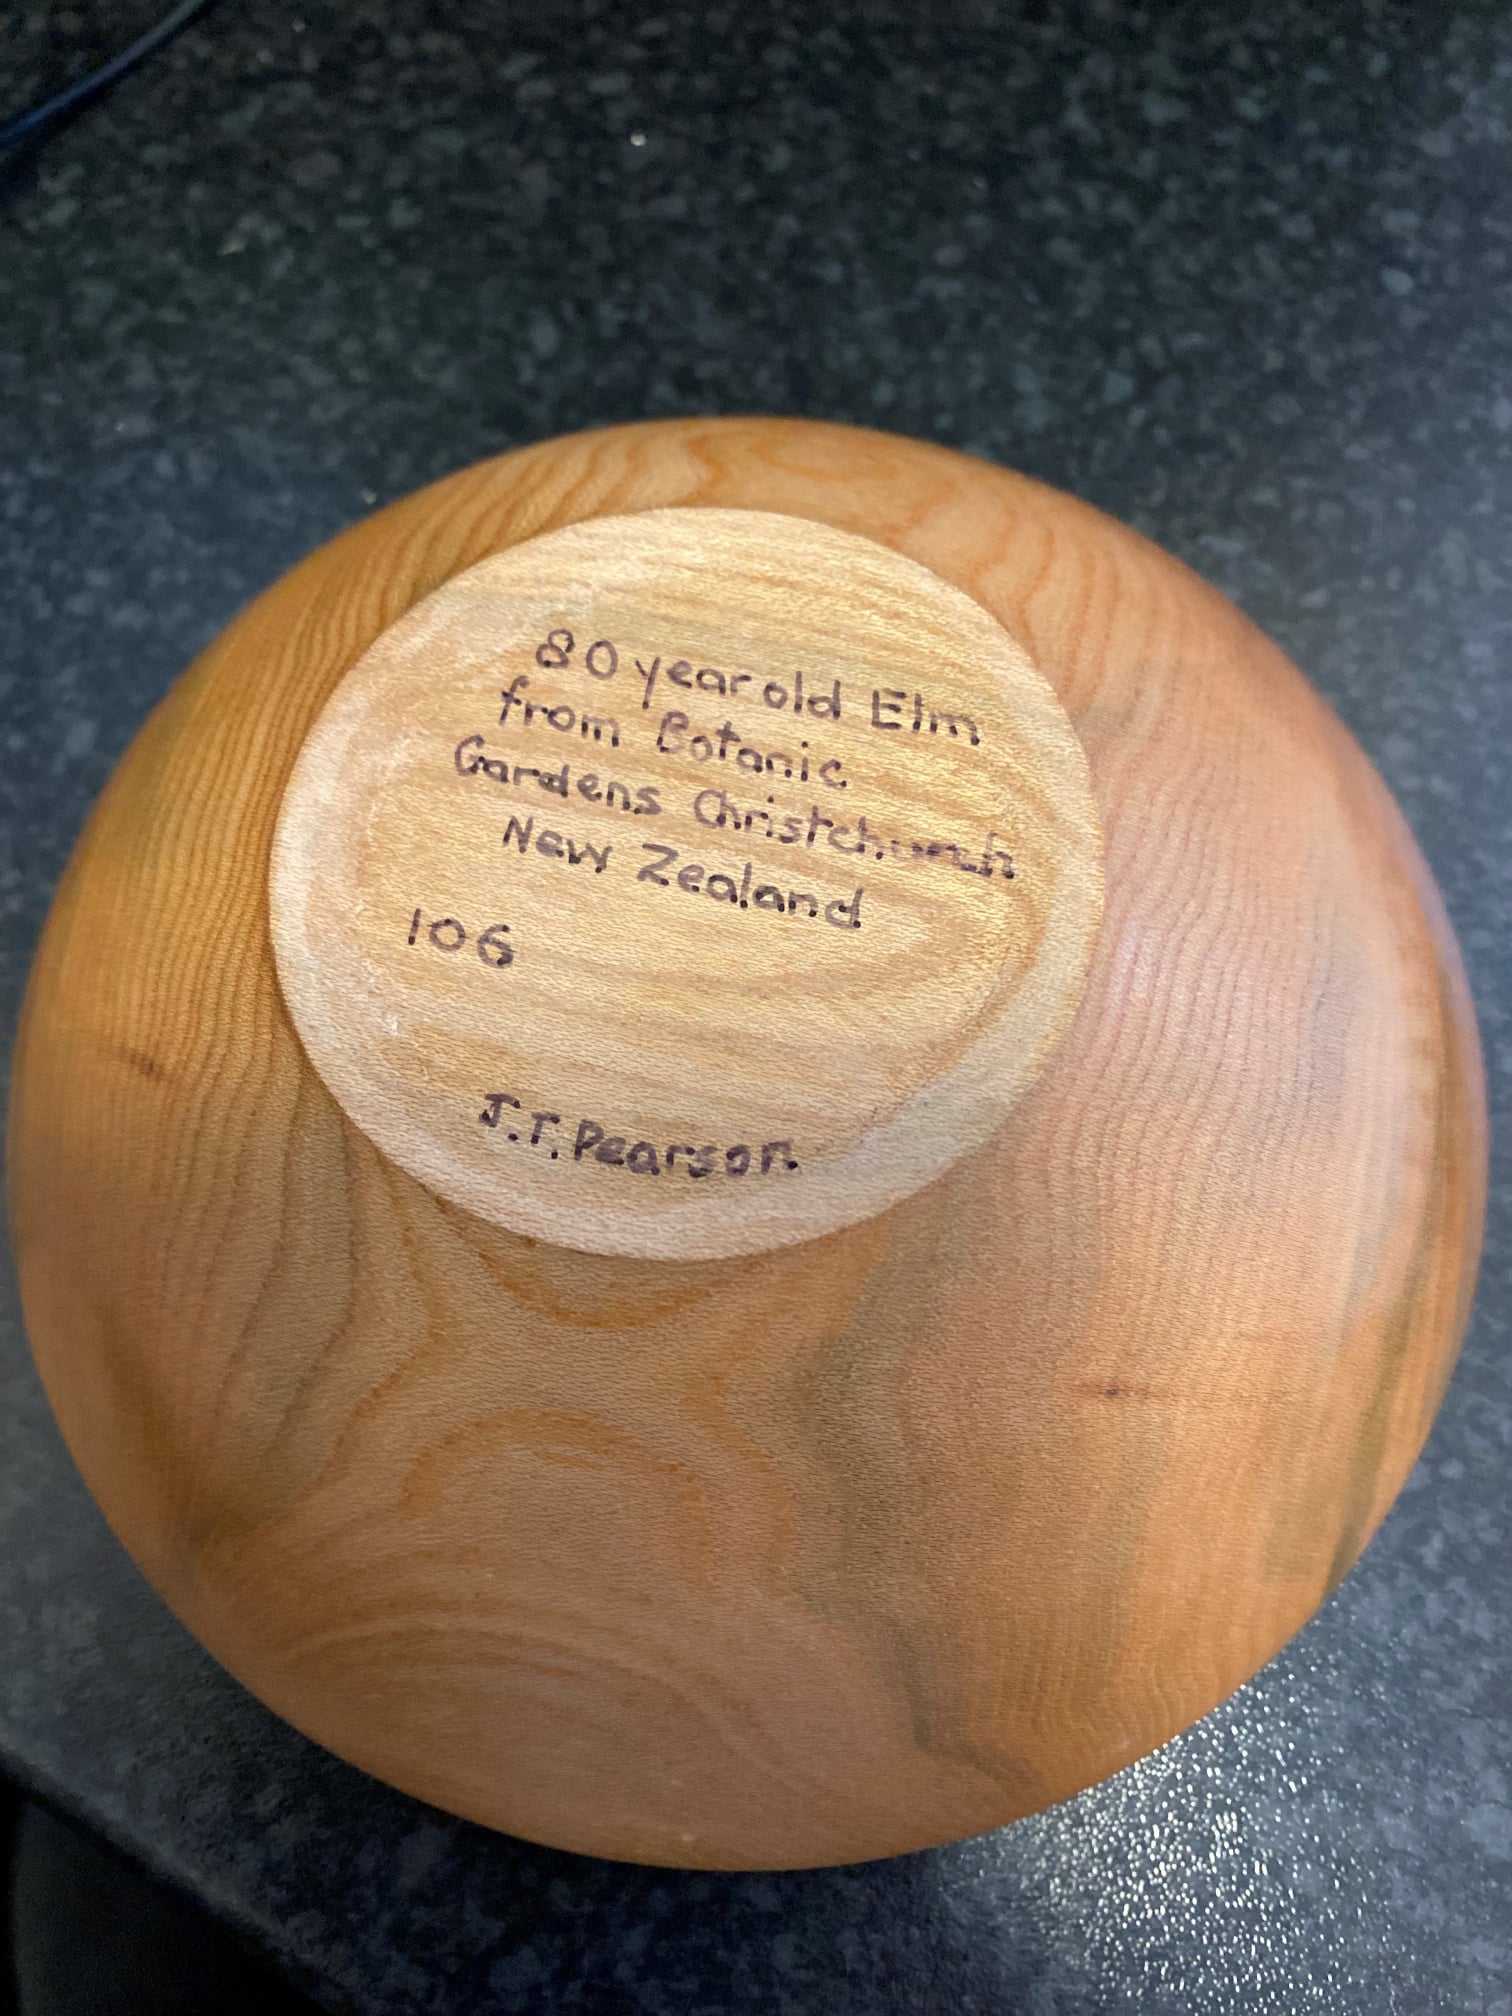 80 year old Elm
from Botanic
Gardens Christchurch
New Zealand
106
J.T. Pearson